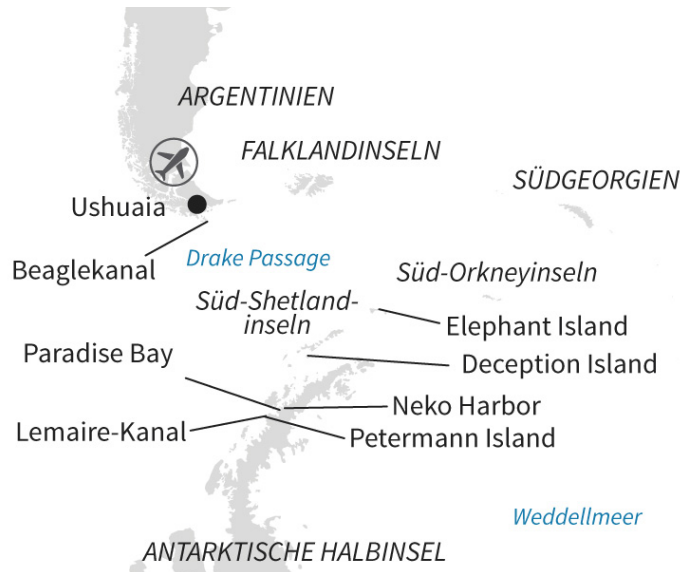 ARGENTINIEN
FALKLANDINSELN
SÜDGEORGIEN
Ushuaia
Beaglekanal
Drake Passage
Süd-Orkneyinseln
Süd-Shetland-
inseln
Elephant Island
Paradise Bay
Deception Island
Neko Harbor
Lemaire-Kanal
Petermann Island
Weddellmeer
ANTARKTISCHE HALBINSEL